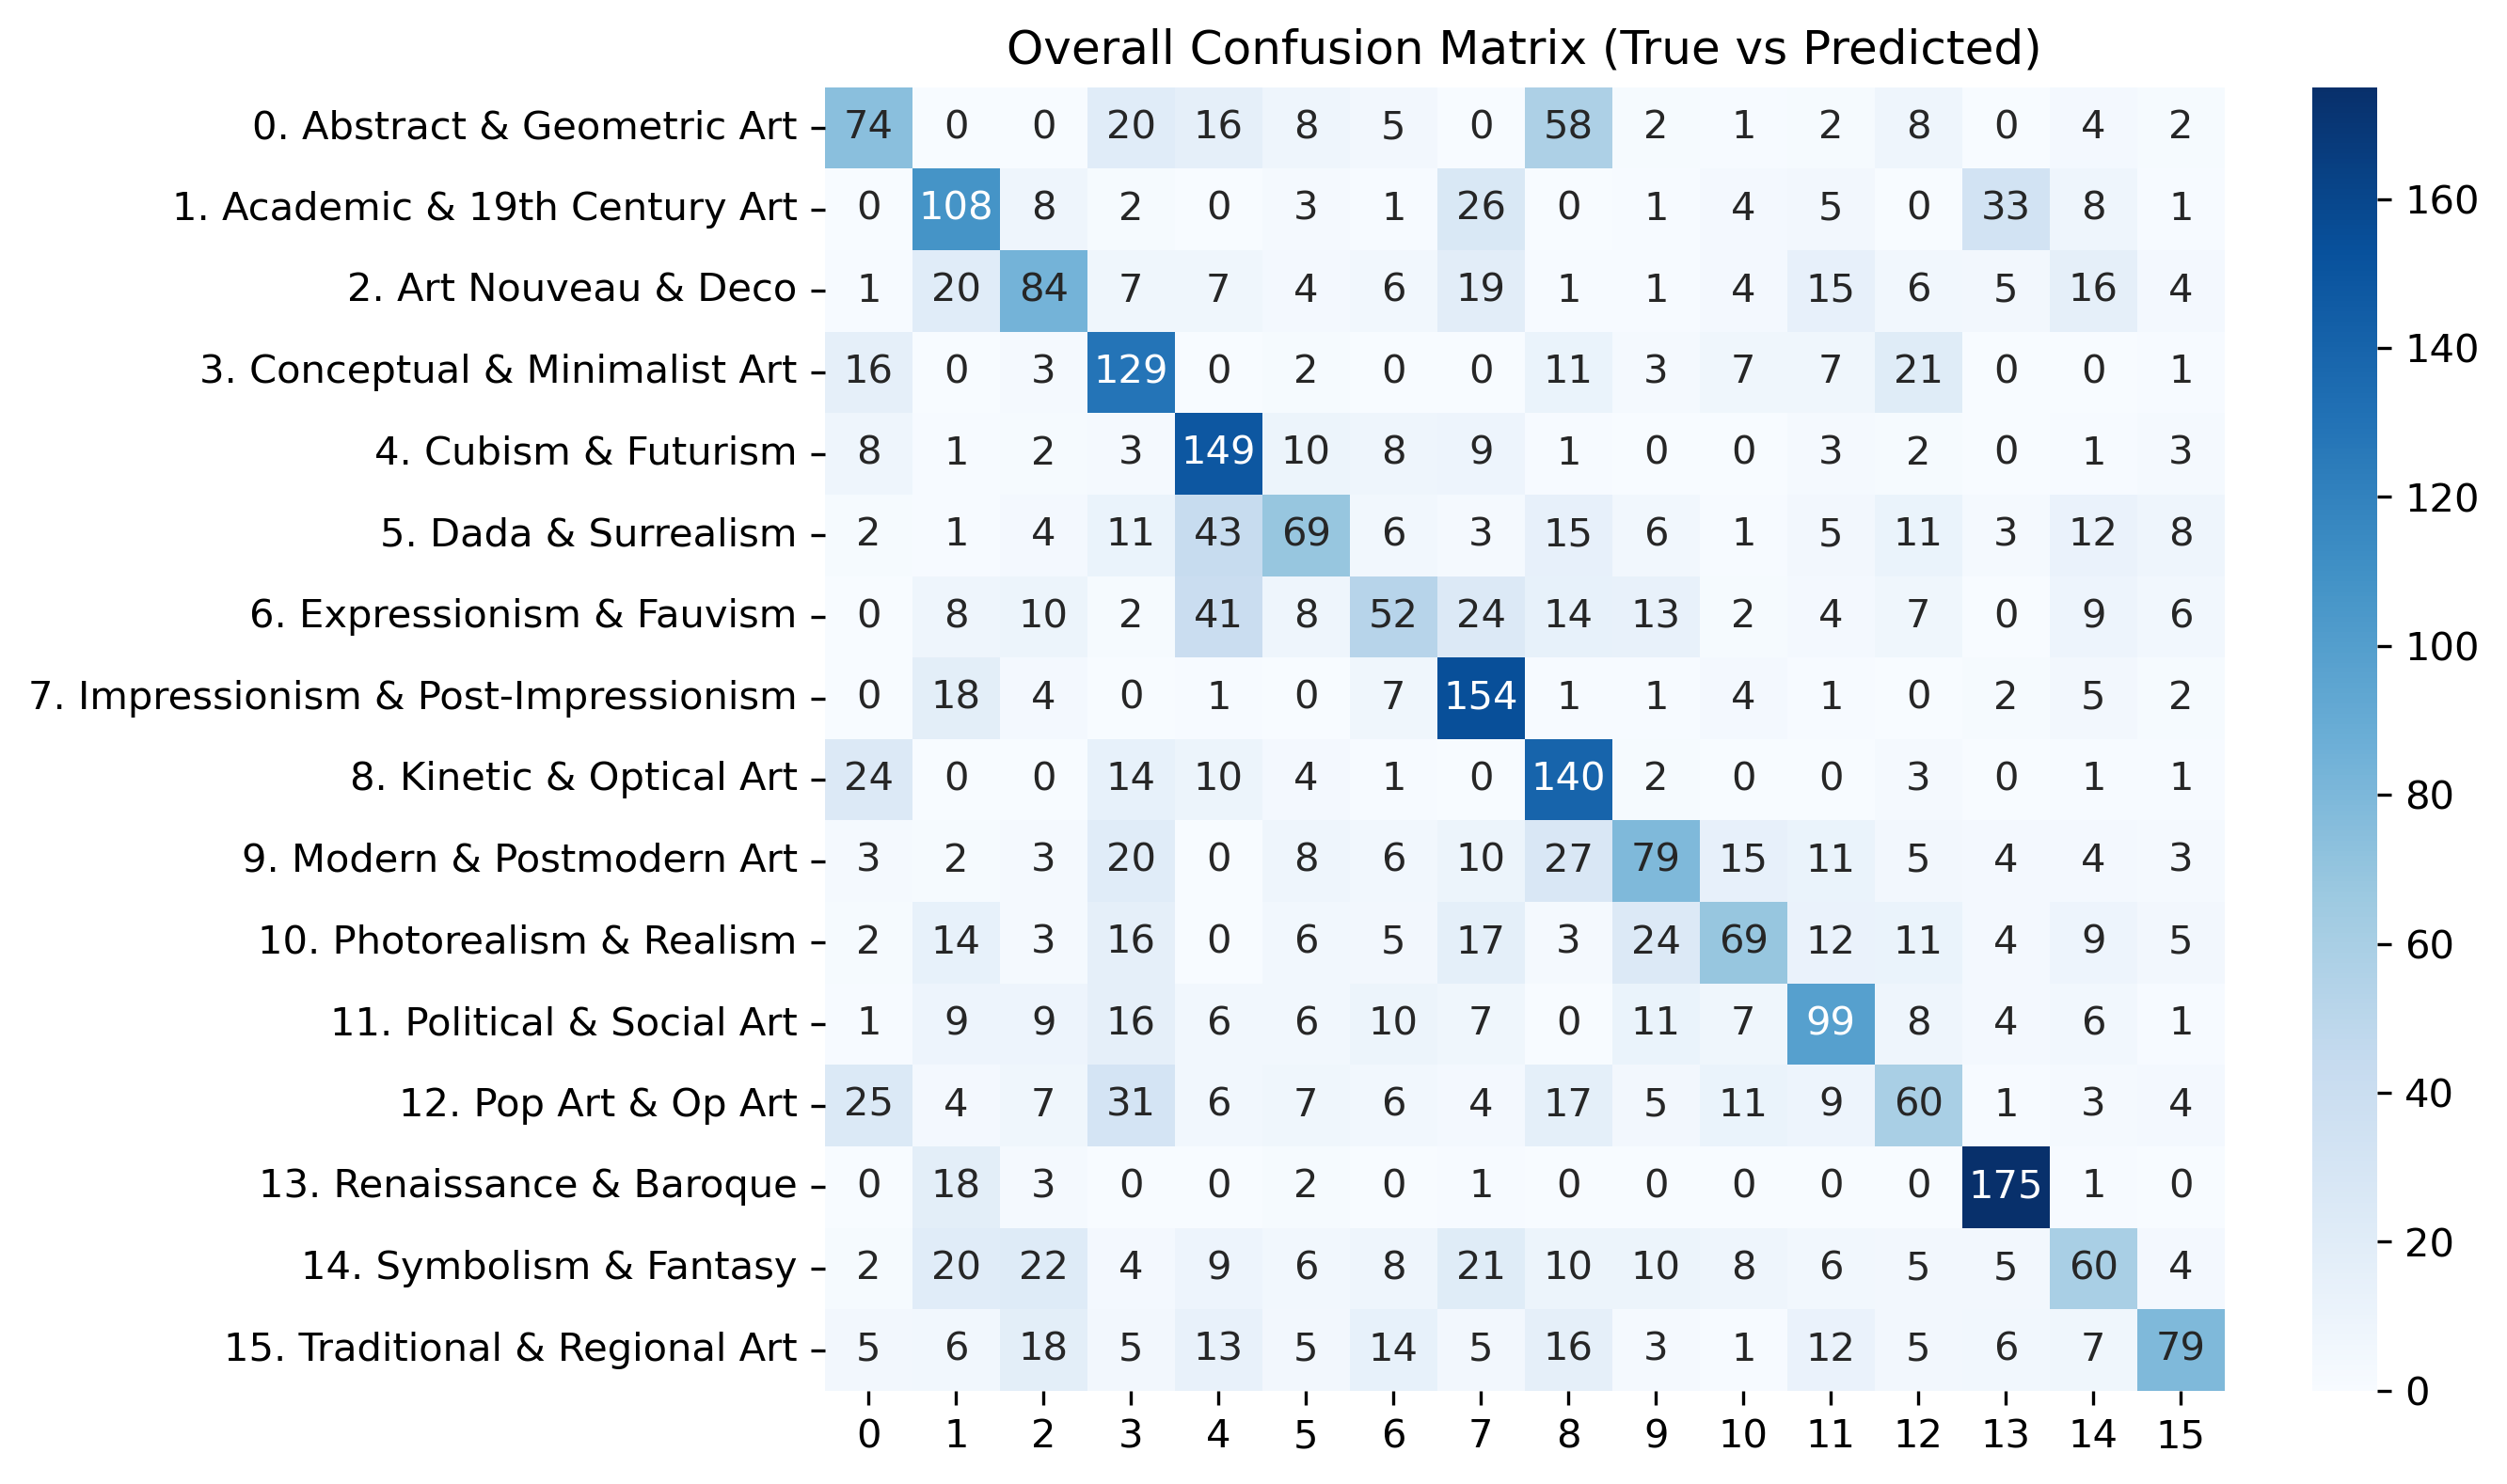 Overall Confusion Matrix (True vs Predicted)
0. Abstract & Geometric Art 74 0 0 20 16 8 5 0 58 2 1 2 8 0 4 2
1. Academic & 19th Century Art 0 108 8 2 0 3 1 26 0 1 4 5 0 33 8 1
2. Art Nouveau & Deco 1 20 84 7 7 4 6 19 1 1 4 15 6 5 16 4
3. Conceptual & Minimalist Art 16 0 3 129 0 2 0 0 11 3 7 7 21 0 0 1
4. Cubism & Futurism 8 1 2 3 149 10 8 9 1 0 0 3 2 0 1 3
5. Dada & Surrealism 2 1 4 11 43 69 6 3 15 6 1 5 11 3 12 8
6. Expressionism & Fauvism 0 8 10 2 41 8 52 24 14 13 2 4 7 0 9 6
7. Impressionism & Post-Impressionism 0 18 4 0 1 0 7 154 1 1 4 1 0 2 5 2
8. Kinetic & Optical Art 24 0 0 14 10 4 1 0 140 2 0 0 3 0 1 1
9. Modern & Postmodern Art 3 2 3 20 0 8 6 10 27 79 15 11 5 4 4 3
10. Photorealism & Realism 2 14 3 16 0 6 5 17 3 24 69 12 11 4 9 5
11. Political & Social Art 1 9 9 16 6 6 10 7 0 11 7 99 8 4 6 1
12. Pop Art & Op Art 25 4 7 31 6 7 6 4 17 5 11 9 60 1 3 4
13. Renaissance & Baroque 0 18 3 0 0 2 0 1 0 0 0 0 0 175 1 0
14. Symbolism & Fantasy 2 20 22 4 9 6 8 21 10 10 8 6 5 5 60 4
15. Traditional & Regional Art 5 6 18 5 13 5 14 5 16 3 1 12 5 6 7 79
0 1 2 3 4 5 6 7 8 9 10 11 12 13 14 15
160
140
120
100
80
60
40
20
0